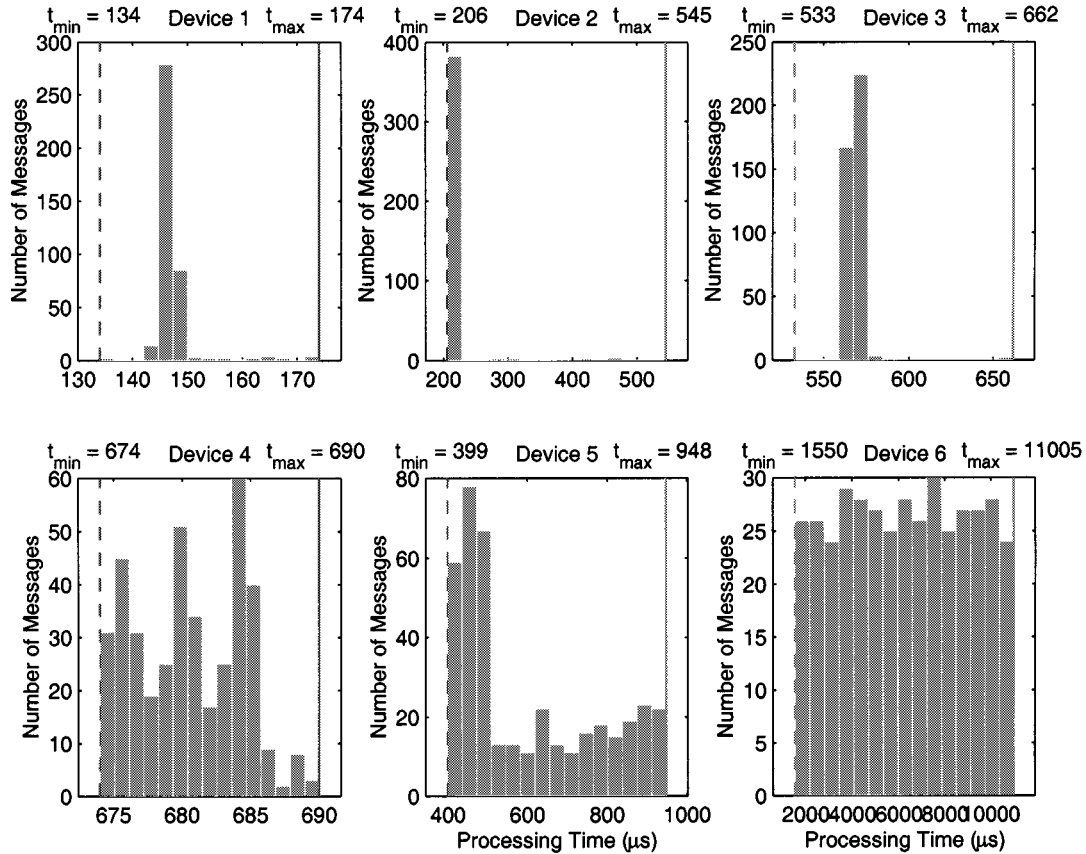 t_min = 134 Device 1 t_max = 174
t_min = 206 Device 2 t_max = 545
t_min = 533 Device 3 t_max = 662
300
250
200
150
100
50
0
Number of Messages
130 140 150 160 170
400
300
200
100
0
Number of Messages
200 300 400 500
250
200
150
100
50
0
Number of Messages
550 600 650
t_min = 674 Device 4 t_max = 690
t_min = 399 Device 5 t_max = 948
t_min = 1550 Device 6 t_max = 11005
60
50
40
30
20
10
0
Number of Messages
675 680 685 690
80
60
40
20
0
Number of Messages
400 600 800 1000
Processing Time (μs)
30
25
20
15
10
5
0
Number of Messages
2000 4000 6000 8000 10000
Processing Time (μs)